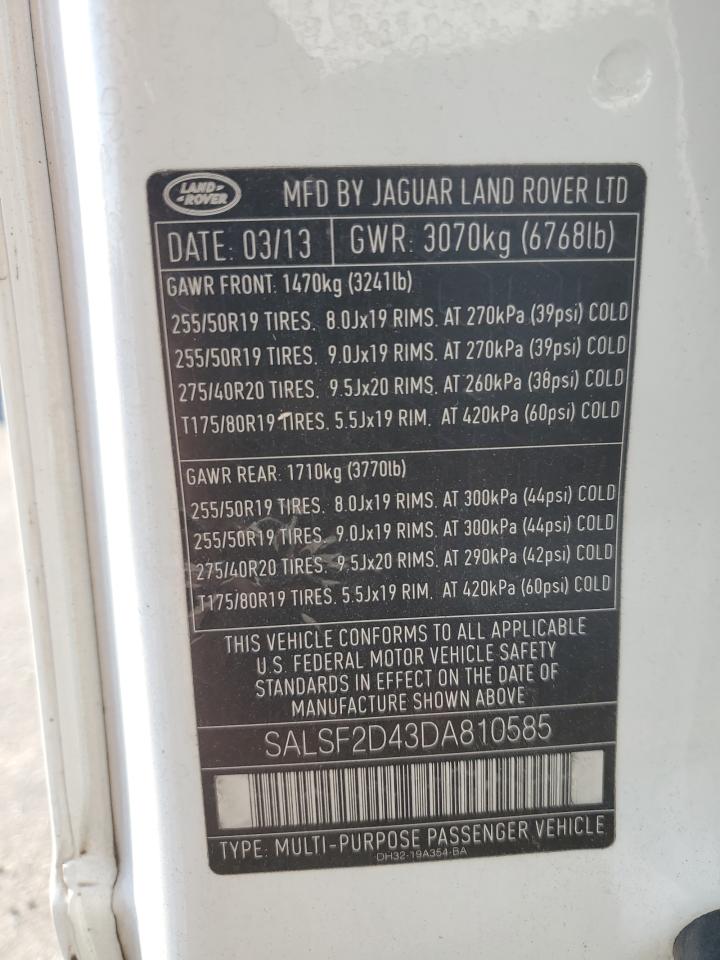 LAND-
-ROVER
MFD BY JAGUAR LAND ROVER LTD
DATE: 03/13 GWR: 3070kg (6768lb)
GAWR FRONT: 1470kg (3241lb)
255/50R19 TIRES. 8.0Jx19 RIMS. AT 270kPa (39psi) COLD
255/50R19 TIRES. 9.0Jx19 RIMS. AT 270kPa (39psi) COLD
275/40R20 TIRES. 9.5Jx20 RIMS. AT 260kPa (38psi) COLD
T175/80R19 TIRES. 5.5Jx19 RIM. AT 420kPa (60psi) COLD
GAWR REAR: 1710kg (3770lb)
255/50R19 TIRES. 8.0Jx19 RIMS. AT 300kPa (44psi) COLD
255/50R19 TIRES. 9.0Jx19 RIMS. AT 300kPa (44psi) COLD
275/40R20 TIRES. 9.5Jx20 RIMS. AT 290kPa (42psi) COLD
T175/80R19 TIRES. 5.5Jx19 RIM. AT 420kPa (60psi) COLD
THIS VEHICLE CONFORMS TO ALL APPLICABLE
U.S. FEDERAL MOTOR VEHICLE SAFETY
STANDARDS IN EFFECT ON THE DATE OF
MANUFACTURE SHOWN ABOVE
SALSF2D43DA810585
TYPE: MULTI-PURPOSE PASSENGER VEHICLE
DH32-19A354-BA